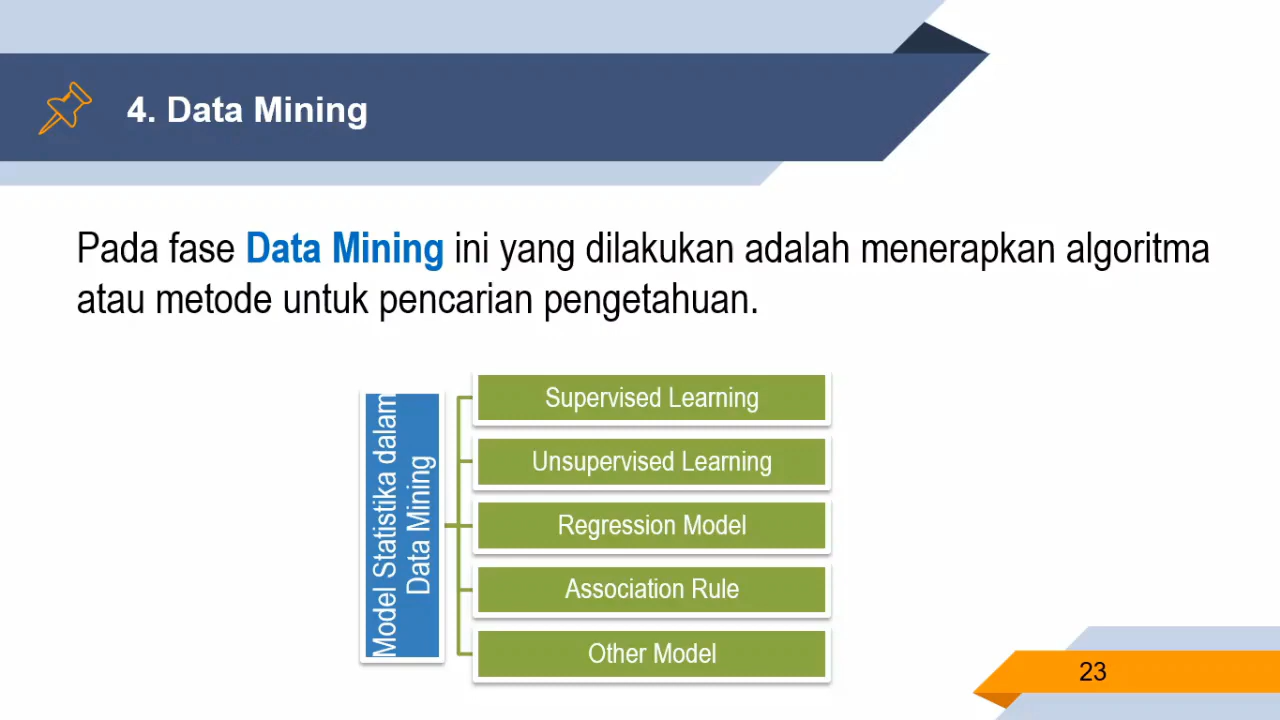 4. Data Mining
Pada fase Data Mining ini yang dilakukan adalah menerapkan algoritma
atau metode untuk pencarian pengetahuan.
Model Statistika dalam
Data Mining
Supervised Learning
Unsupervised Learning
Regression Model
Association Rule
Other Model
23